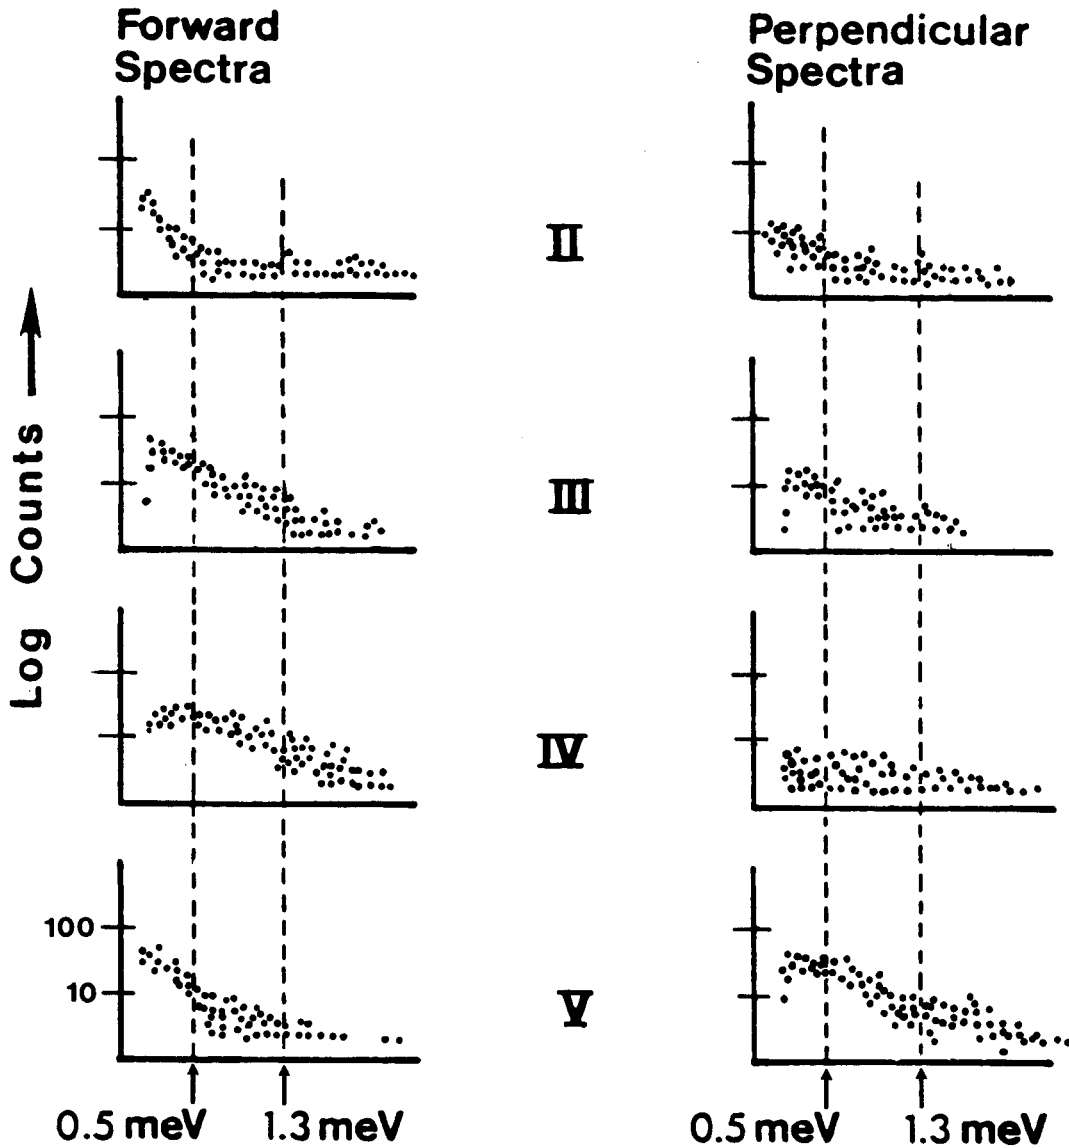 Forward
Spectra
Perpendicular
Spectra
Log Counts
II
III
IV
V
100
10
0.5 meV
1.3 meV
0.5 meV
1.3 meV